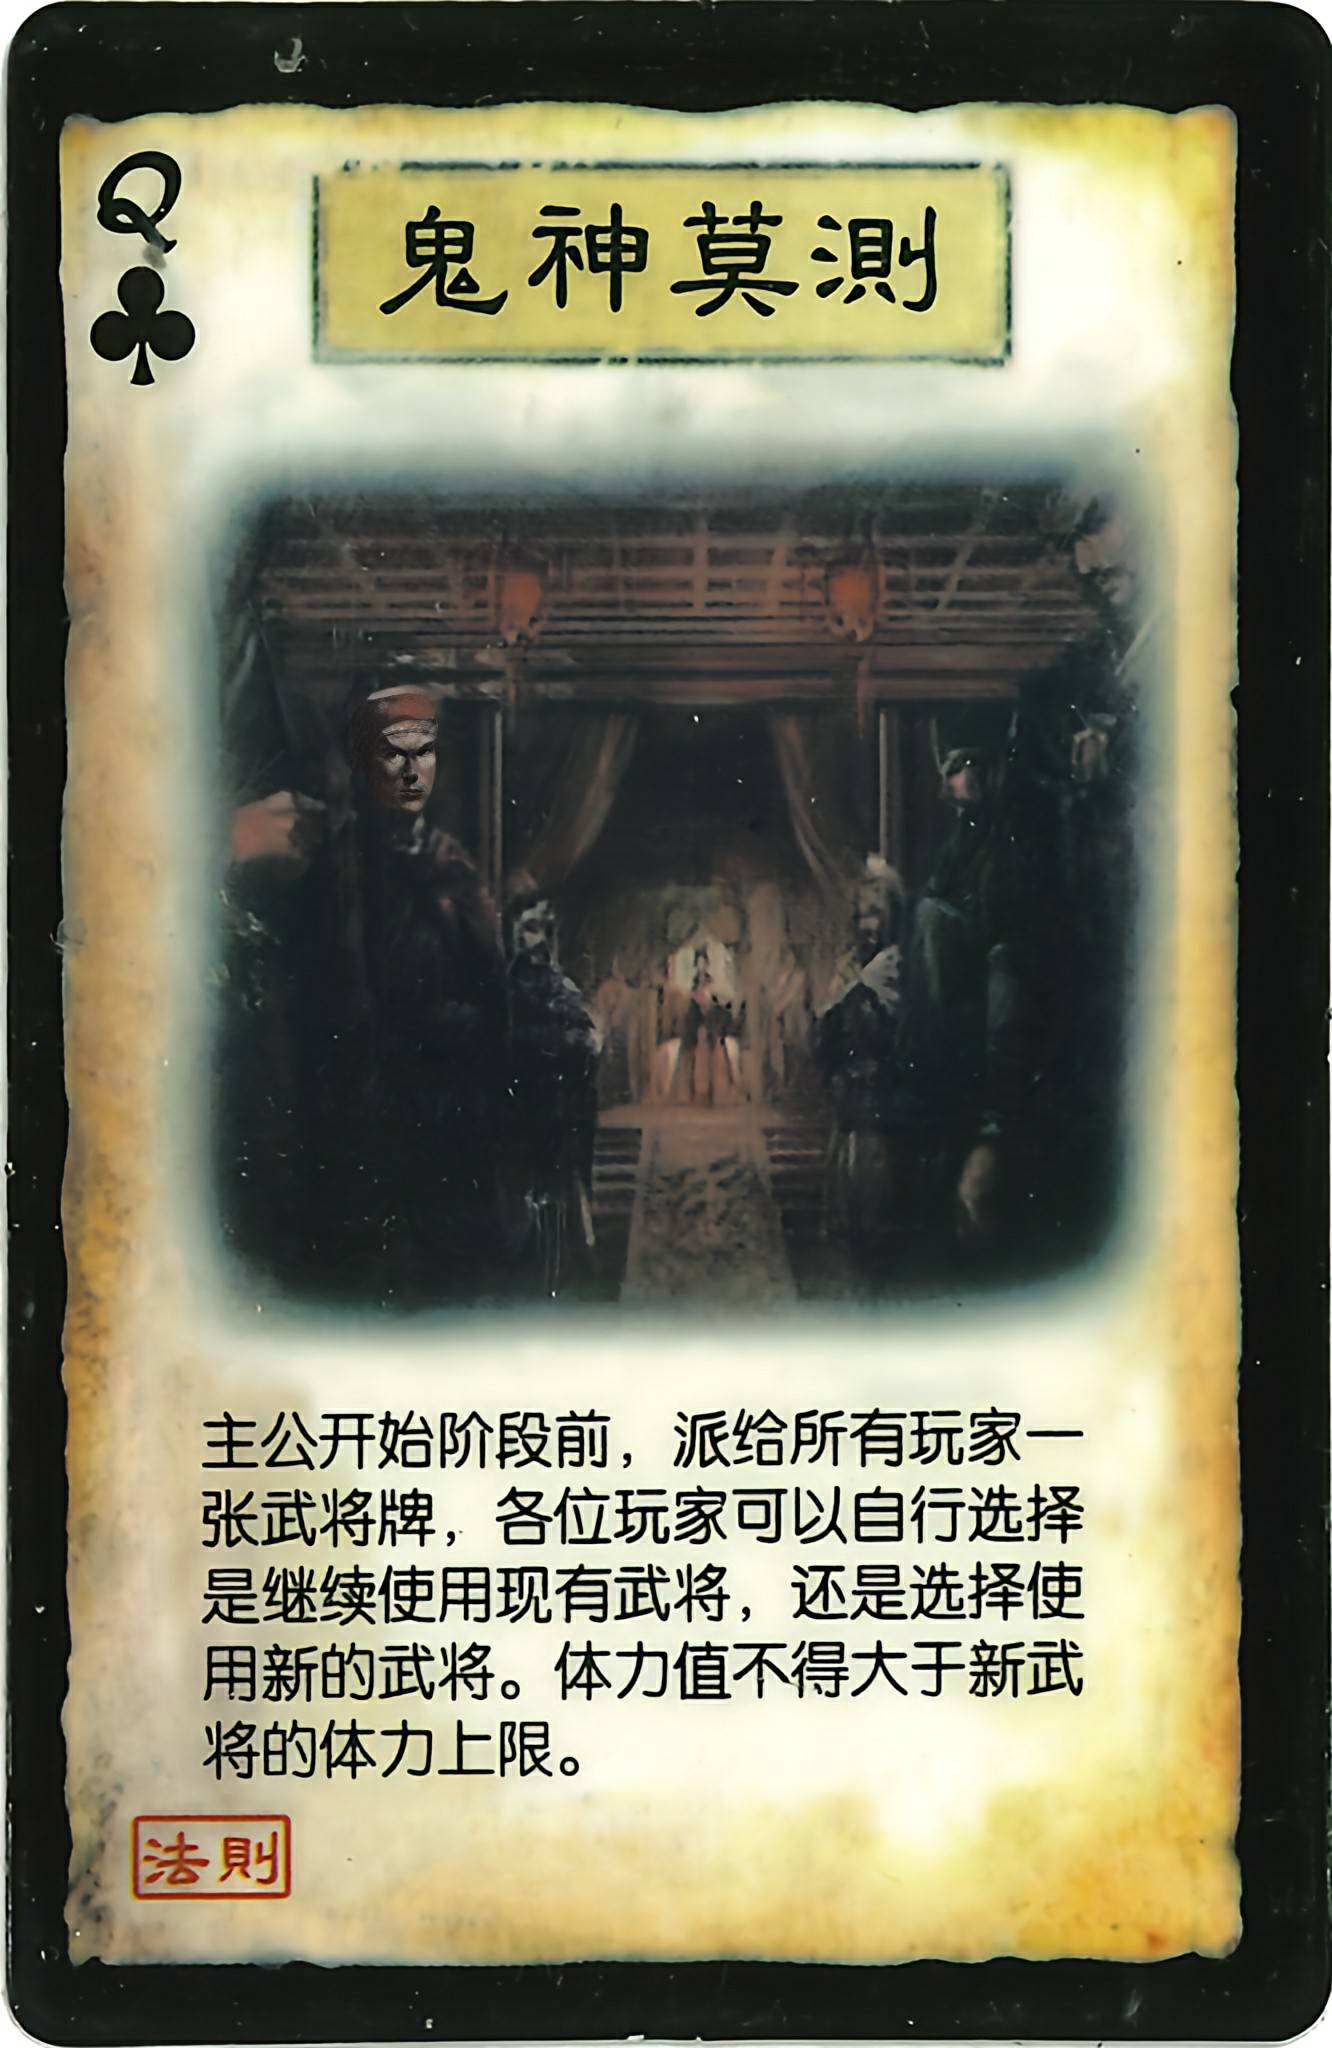 Q
鬼神莫測
主公开始阶段前，派给所有玩家一
张武将牌，各位玩家可以自行选择
是继续使用现有武将，还是选择使
用新的武将。体力值不得大于新武
将的体力上限。
法則